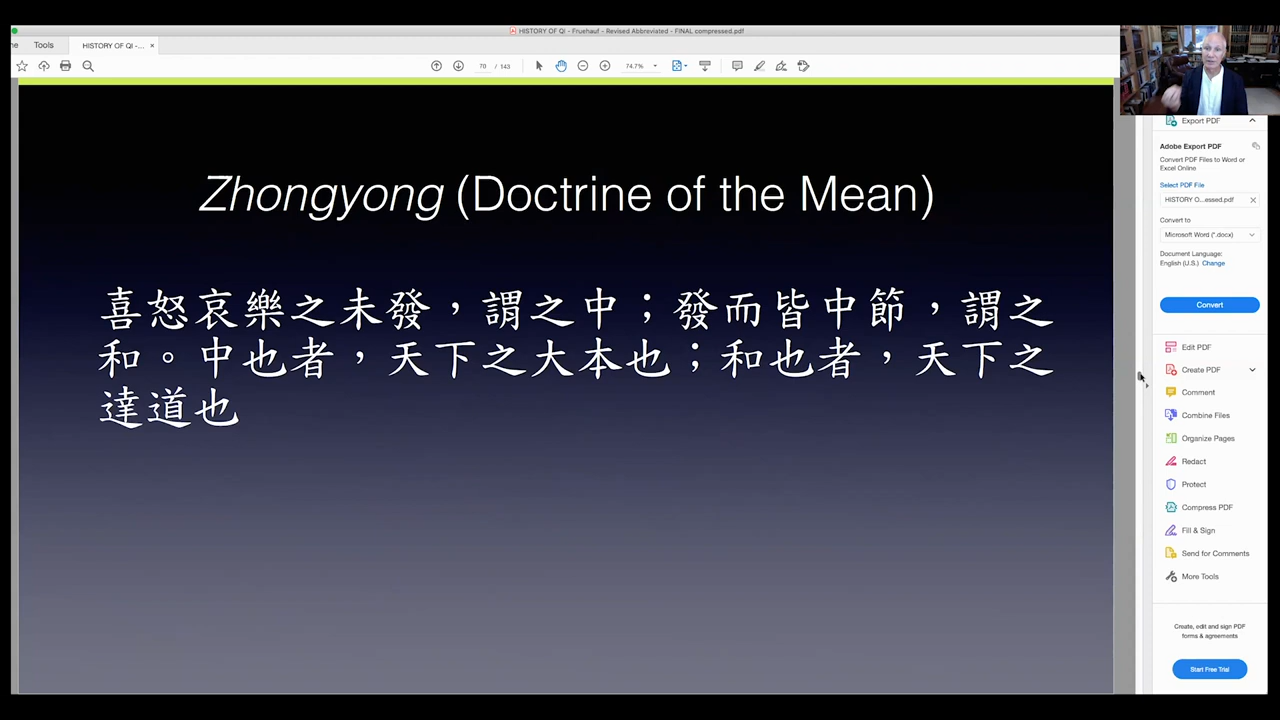 HISTORY OF QI - Fruehauf - Revised Abbreviated - FINAL compressed.pdf
Tools
HISTORY OF QI -...
70 / 143
74.7%
Zhongyong (Doctrine of the Mean)
喜怒哀樂之未發，謂之中；發而皆中節，謂之
和。中也者，天下之大本也；和也者，天下之
達道也
Export PDF
Adobe Export PDF
Convert PDF Files to Word or
Excel Online
Select PDF File
HISTORY O...essed.pdf
Convert to
Microsoft Word (*.docx)
Document Language:
English (U.S.) Change
Convert
Edit PDF
Create PDF
Comment
Combine Files
Organize Pages
Redact
Protect
Compress PDF
Fill & Sign
Send for Comments
More Tools
Create, edit and sign PDF
forms & agreements
Start Free Trial